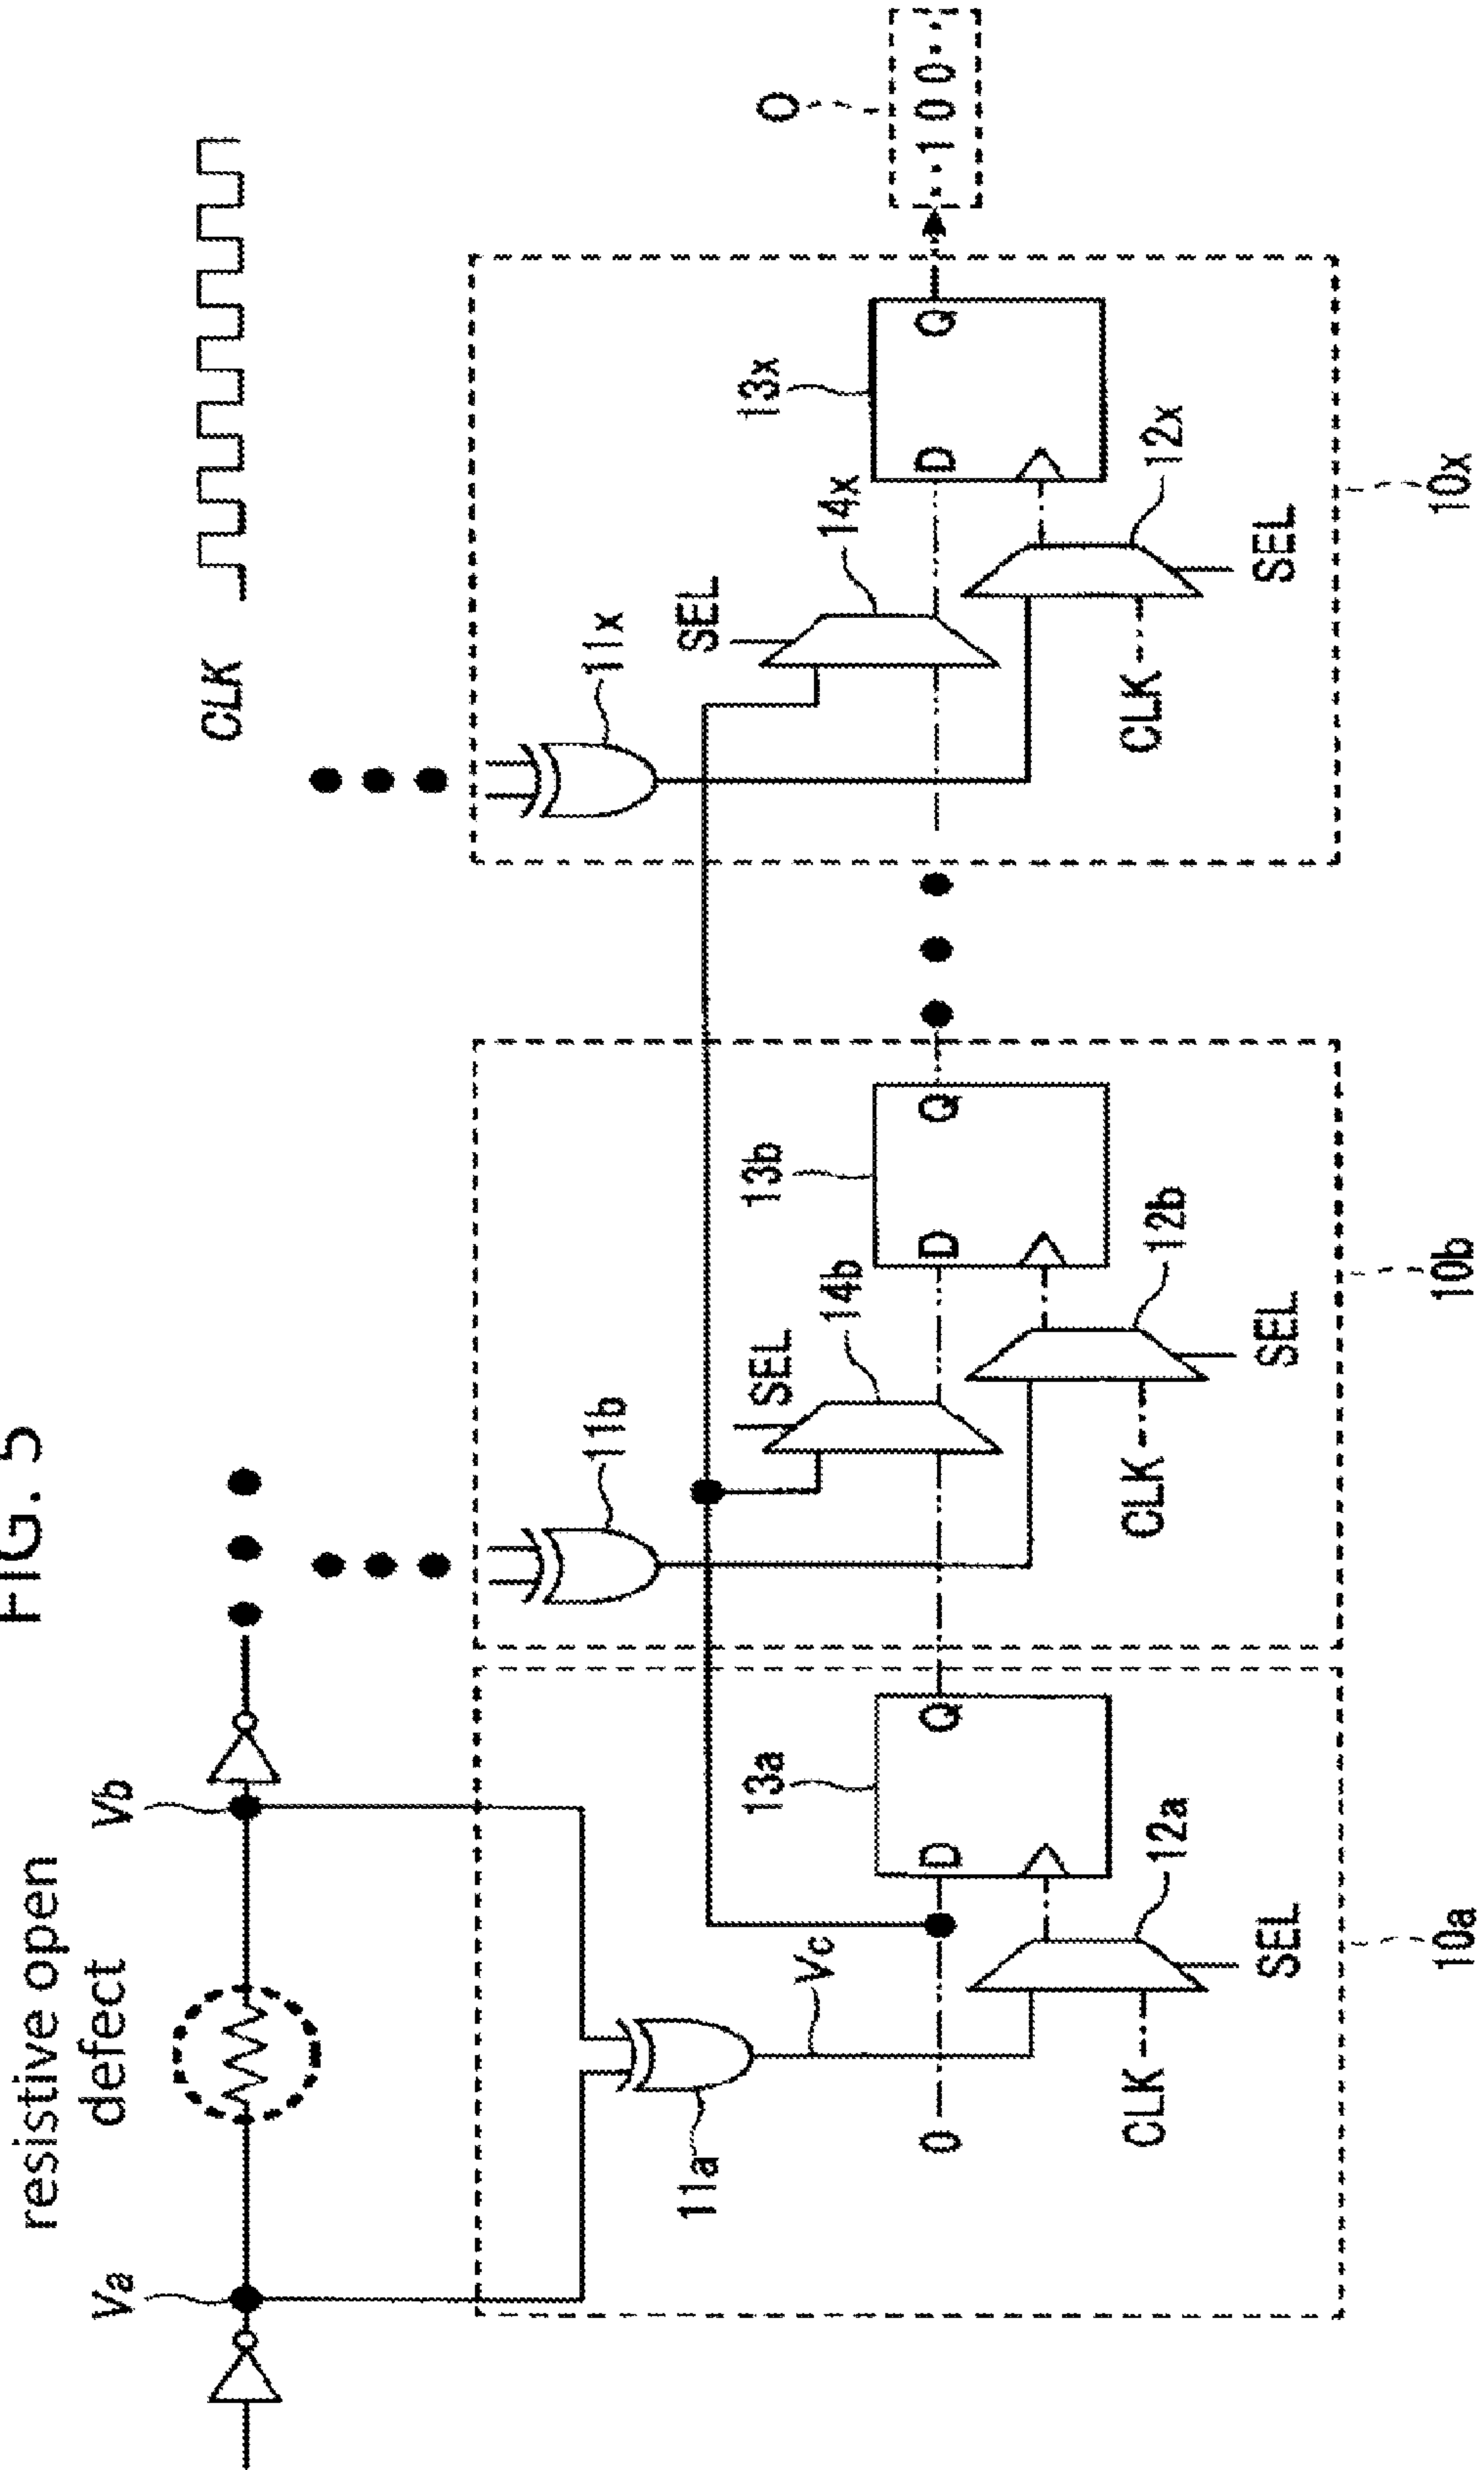 FIG. 5
resistive open
defect
Va
Vb
CLK
11a
Vc
0
13a
D
Q
12a
CLK
SEL
10a
11b
SEL
14b
13b
D
Q
12b
CLK
SEL
10b
11x
SEL
14x
13x
D
Q
12x
CLK
SEL
10x
O
··100··